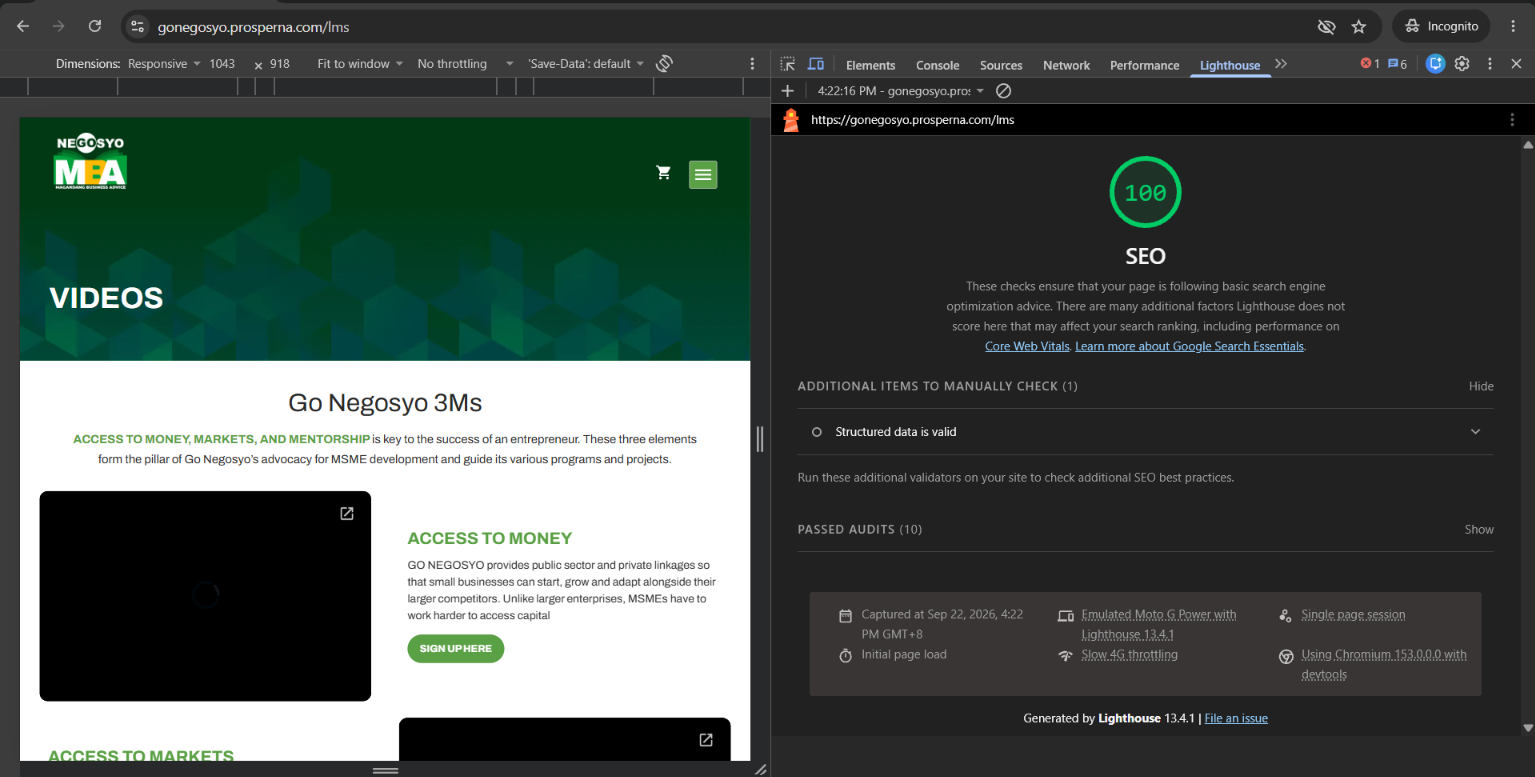 gonegosyo.prosperna.com/lms
Incognito
Dimensions: Responsive 1043 × 918 Fit to window No throttling 'Save-Data': default
Elements Console Sources Network Performance Lighthouse 1 6
4:22:16 PM - gonegosyo.pros
https://gonegosyo.prosperna.com/lms
NEGOSYO
MBA
MAGANDANG BUSINESS ADVICE
VIDEOS
Go Negosyo 3Ms
ACCESS TO MONEY, MARKETS, AND MENTORSHIP is key to the success of an entrepreneur. These three elements
form the pillar of Go Negosyo's advocacy for MSME development and guide its various programs and projects.
ACCESS TO MONEY
GO NEGOSYO provides public sector and private linkages so
that small businesses can start, grow and adapt alongside their
larger competitors. Unlike larger enterprises, MSMEs have to
work harder to access capital
SIGN UP HERE
ACCESS TO MARKETS
100
SEO
These checks ensure that your page is following basic search engine
optimization advice. There are many additional factors Lighthouse does not
score here that may affect your search ranking, including performance on
Core Web Vitals. Learn more about Google Search Essentials.
ADDITIONAL ITEMS TO MANUALLY CHECK (1)
Hide
Structured data is valid
Run these additional validators on your site to check additional SEO best practices.
PASSED AUDITS (10)
Show
Captured at Sep 22, 2026, 4:22
PM GMT+8
Emulated Moto G Power with
Lighthouse 13.4.1
Single page session
Initial page load
Slow 4G throttling
Using Chromium 153.0.0.0 with
devtools
Generated by Lighthouse 13.4.1 | File an issue